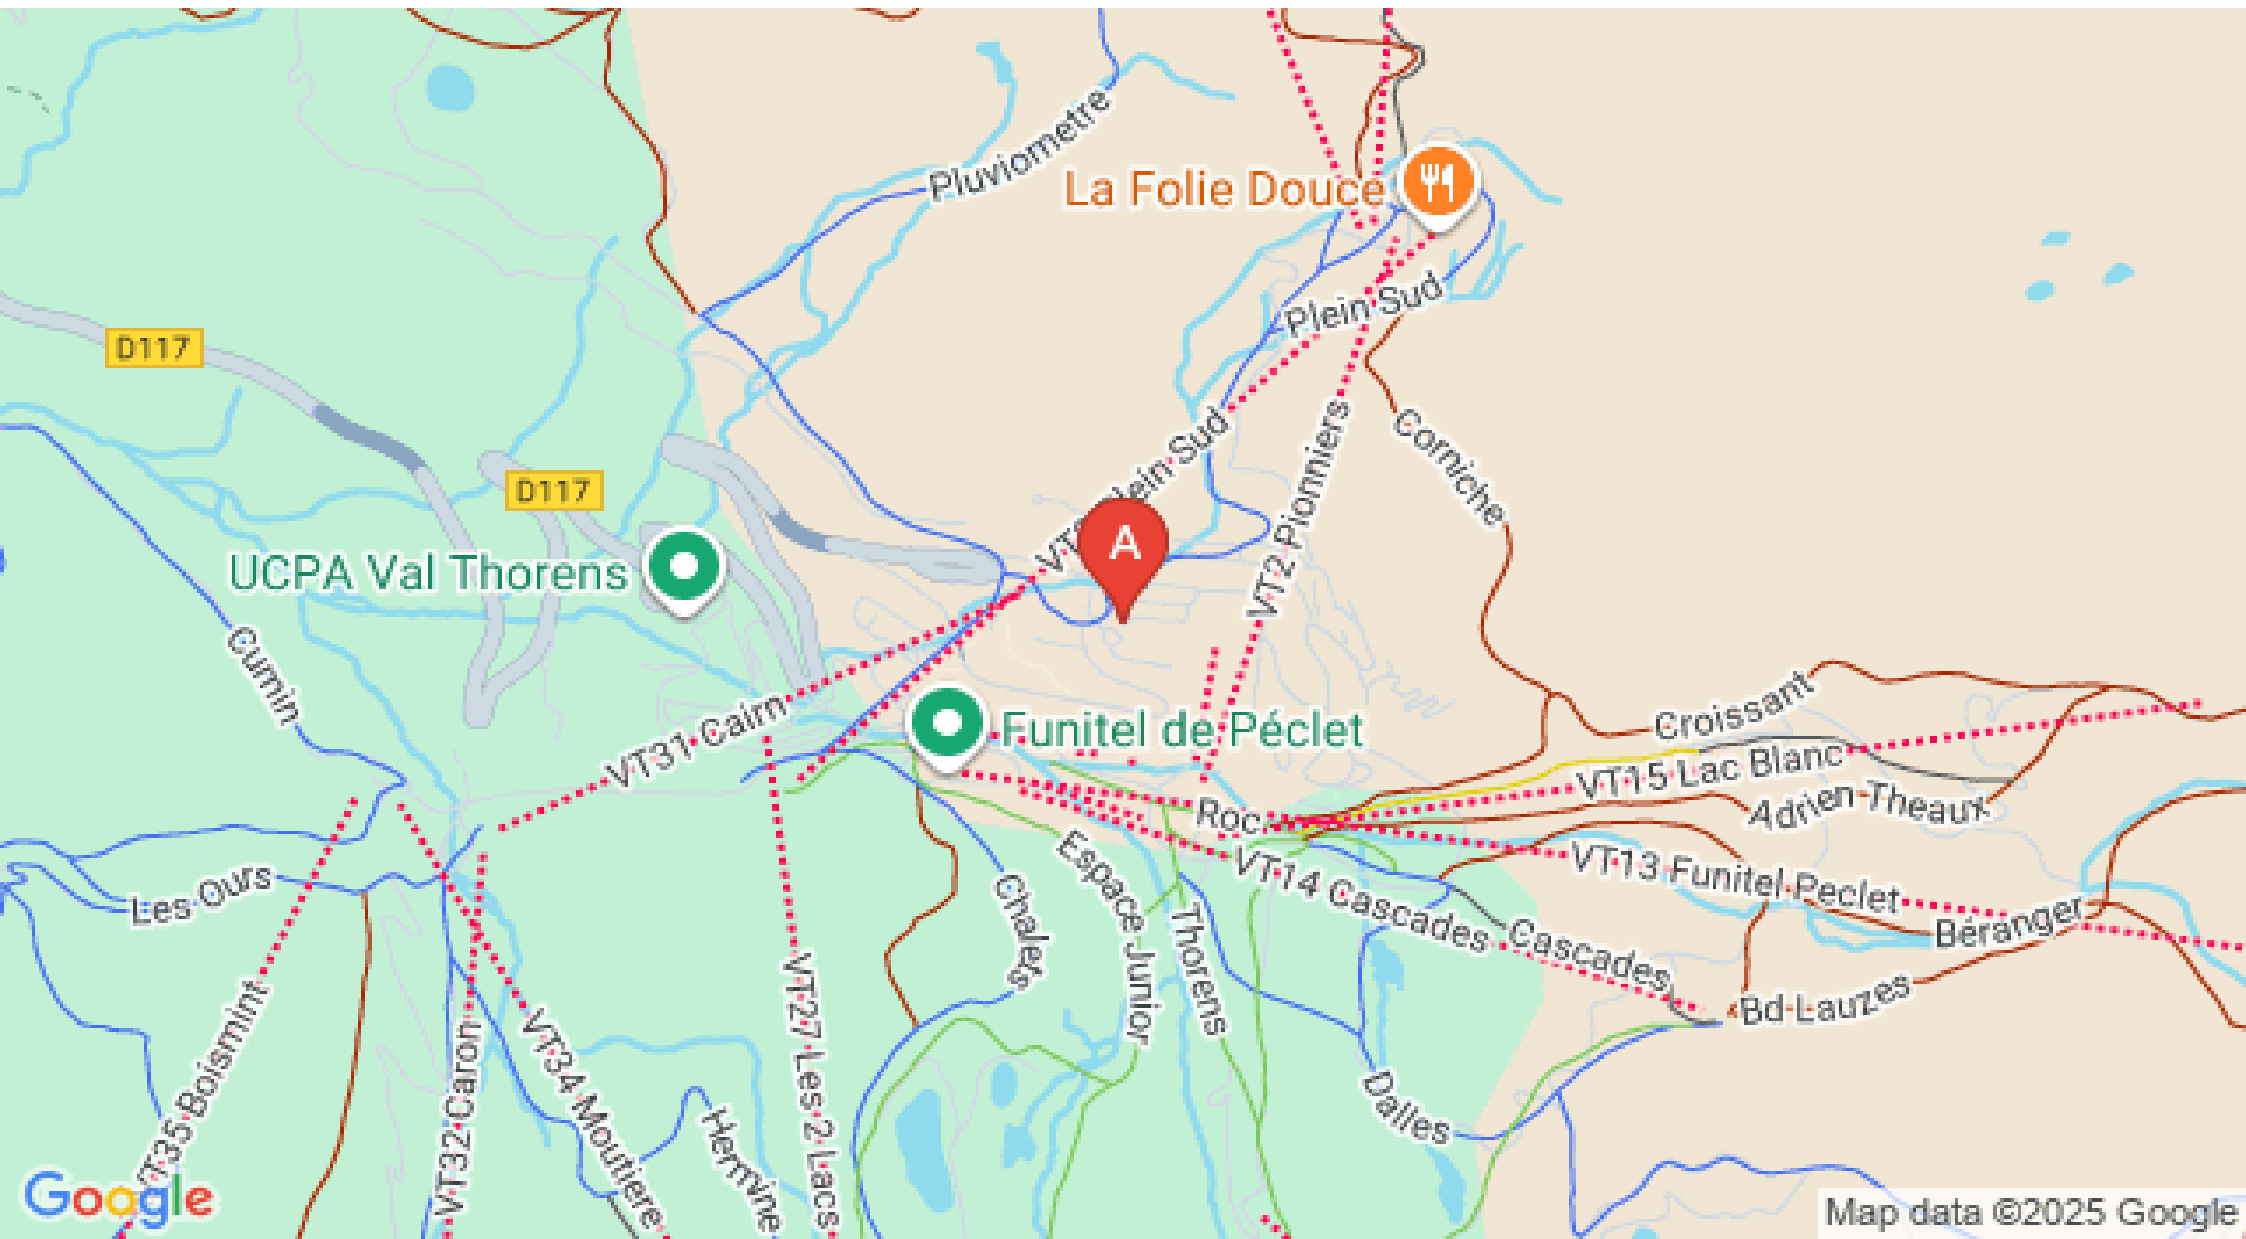 Pluviometre
La Folie Douce
Plein Sud
D117
Corniche
Plein Sud
D117
VT2 Pionniers
A
UCPA Val Thorens
Cumin
VT31 Cairn
Funitel de Péclet
Croissant
VT15 Lac Blanc
Adrien Theaux
Roc
VT13 Funitel Peclet
VT14 Cascades
Les Ours
Espace Junior
Chalets
Thorens
Cascades
Béranger
Bd Lauzes
VT35 Boismint
VT32 Caron
VT34 Moutiere
VT27 Les 2 Lacs
Hermine
Dalles
Google
Map data ©2025 Google